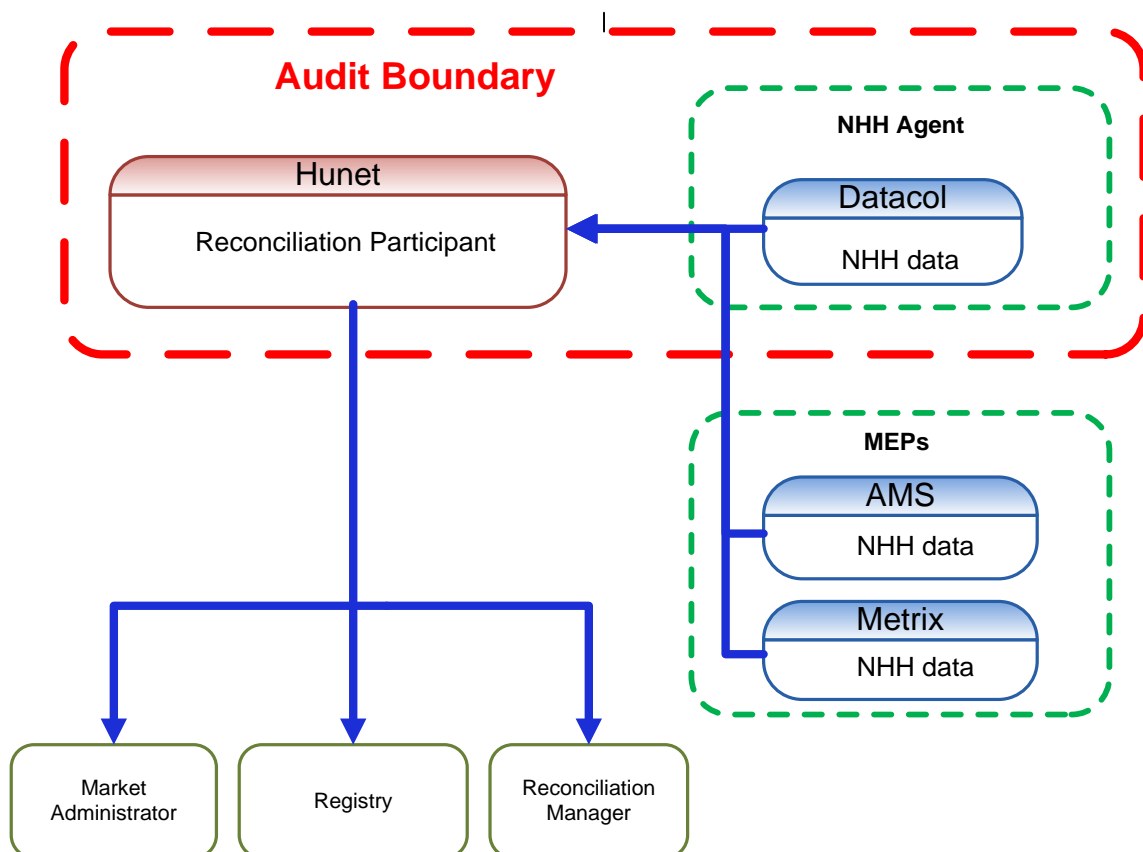 Audit Boundary
NHH Agent
Hunet
Reconciliation Participant
Datacol
NHH data
MEPs
AMS
NHH data
Metrix
NHH data
Market
Administrator
Registry
Reconciliation
Manager